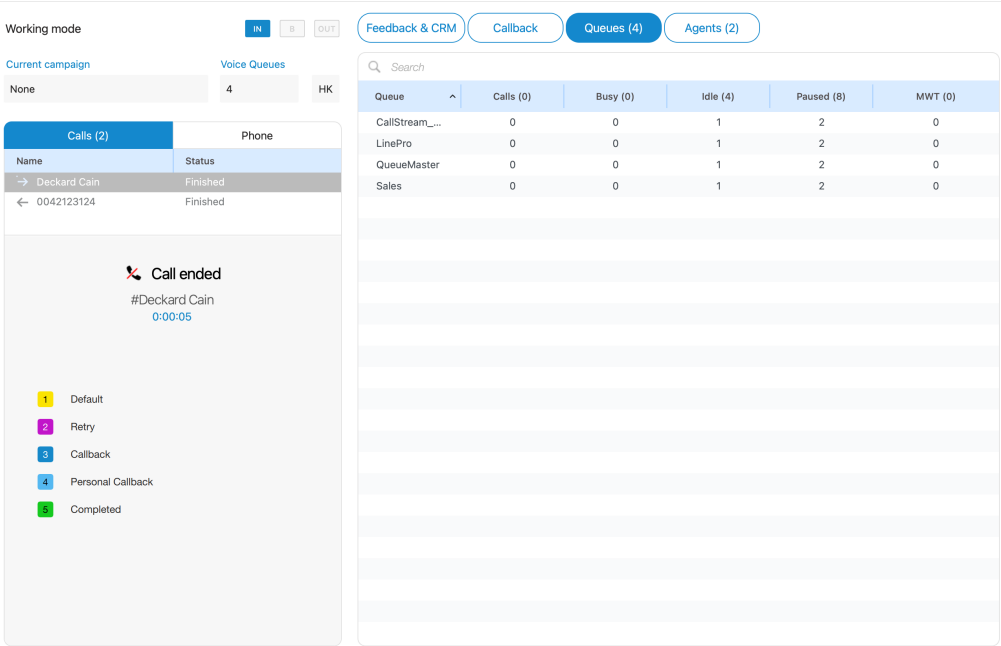 Working mode
IN
B
OUT
Current campaign
Voice Queues
None
4
HK
Calls (2)
Phone
Name
Status
Deckard Cain
Finished
0042123124
Finished
Call ended
#Deckard Cain
0:00:05
1 Default
2 Retry
3 Callback
4 Personal Callback
5 Completed
Feedback & CRM
Callback
Queues (4)
Agents (2)
Search
Queue Calls (0) Busy (0) Idle (4) Paused (8) MWT (0)
CallStream_... 0 0 1 2 0
LinePro 0 0 1 2 0
QueueMaster 0 0 1 2 0
Sales 0 0 1 2 0